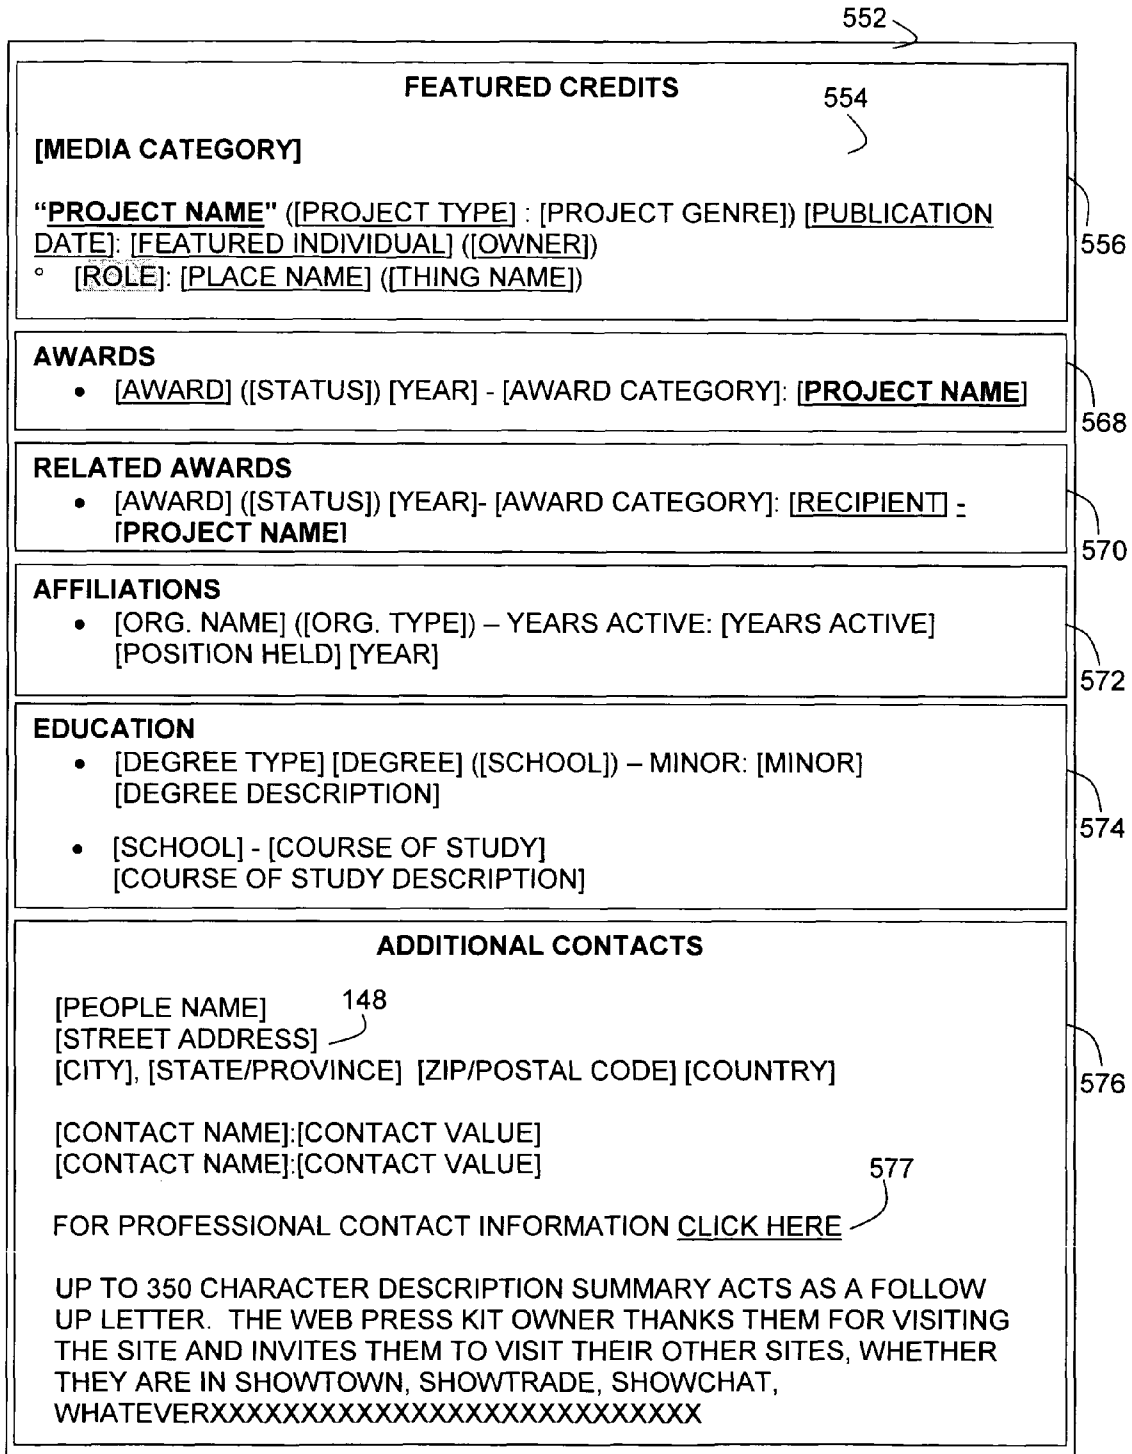 552
FEATURED CREDITS
554
[MEDIA CATEGORY]
“PROJECT NAME" ([PROJECT TYPE] : [PROJECT GENRE]) [PUBLICATION
DATE]: [FEATURED INDIVIDUAL] ([OWNER])
556
° [ROLE]: [PLACE NAME] ([THING NAME])
AWARDS
• [AWARD] ([STATUS]) [YEAR] - [AWARD CATEGORY]: [PROJECT NAME]
568
RELATED AWARDS
• [AWARD] ([STATUS]) [YEAR]- [AWARD CATEGORY]: [RECIPIENT] -
[PROJECT NAME]
570
AFFILIATIONS
• [ORG. NAME] ([ORG. TYPE]) – YEARS ACTIVE: [YEARS ACTIVE]
[POSITION HELD] [YEAR]
572
EDUCATION
• [DEGREE TYPE] [DEGREE] ([SCHOOL]) – MINOR: [MINOR]
[DEGREE DESCRIPTION]
574
• [SCHOOL] - [COURSE OF STUDY]
[COURSE OF STUDY DESCRIPTION]
ADDITIONAL CONTACTS
[PEOPLE NAME] 148
[STREET ADDRESS]
[CITY], [STATE/PROVINCE] [ZIP/POSTAL CODE] [COUNTRY]
576
[CONTACT NAME]:[CONTACT VALUE]
[CONTACT NAME]:[CONTACT VALUE]
577
FOR PROFESSIONAL CONTACT INFORMATION CLICK HERE
UP TO 350 CHARACTER DESCRIPTION SUMMARY ACTS AS A FOLLOW
UP LETTER. THE WEB PRESS KIT OWNER THANKS THEM FOR VISITING
THE SITE AND INVITES THEM TO VISIT THEIR OTHER SITES, WHETHER
THEY ARE IN SHOWTOWN, SHOWTRADE, SHOWCHAT,
WHATEVERXXXXXXXXXXXXXXXXXXXXXXXXXXX